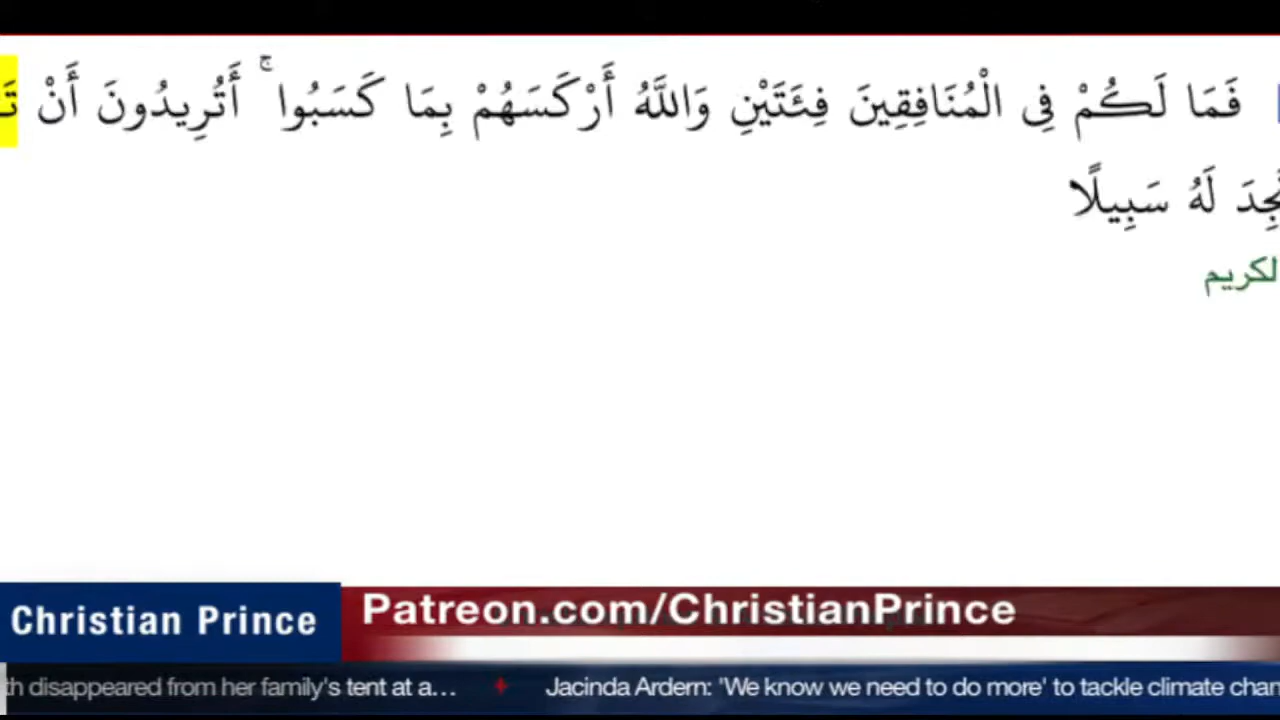 فَمَا لَكُمْ فِى الْمُنَافِقِينَ فِئَتَيْنِ وَاللَّهُ أَرْكَسَهُمْ بِمَا كَسَبُوا ۚ أَتُرِيدُونَ أَنْ
لَهُ سَبِيلًا
Christian Prince
Patreon.com/ChristianPrince
disappeared from her family's tent at a... Jacinda Ardern: 'We know we need to do more' to tackle climate